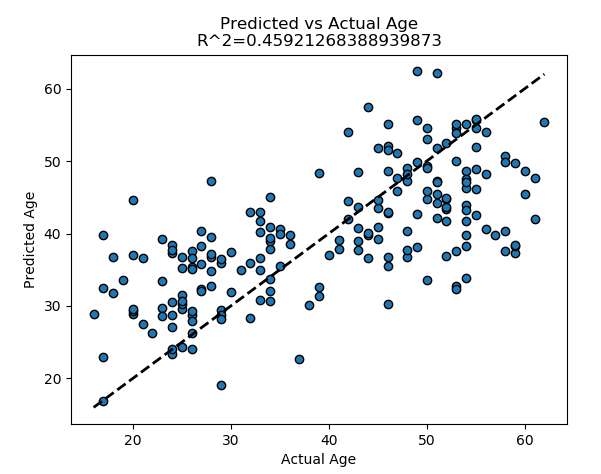 Predicted vs Actual Age
R^2=0.45921268388939873
60
50
40
30
20
Predicted Age
20 30 40 50 60
Actual Age